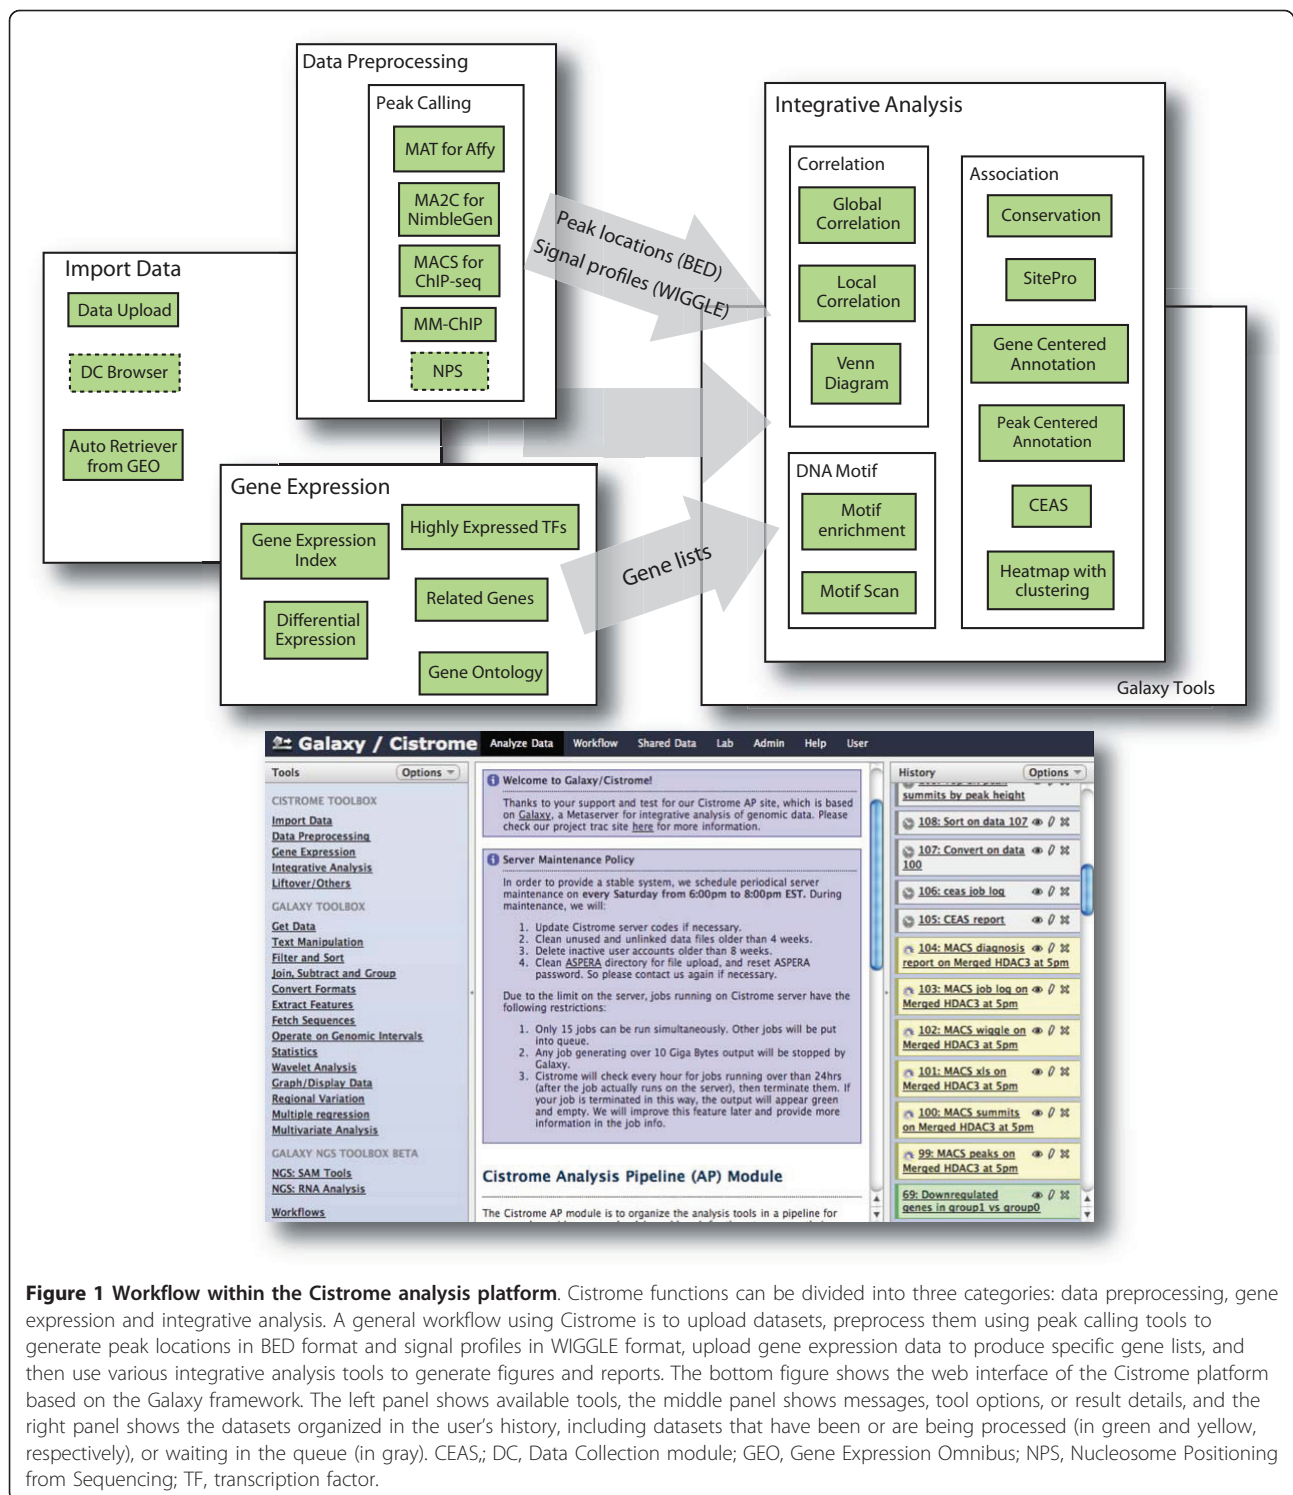 Data Preprocessing
Peak Calling
MAT for Affy
MA2C for
NimbleGen
MACS for
ChIP-seq
MM-ChIP
NPS
Import Data
Data Upload
DC Browser
Auto Retriever
from GEO
Gene Expression
Gene Expression
Index
Differential
Expression
Highly Expressed TFs
Related Genes
Gene Ontology
Peak locations (BED)
Signal profiles (WIGGLE)
Gene lists
Integrative Analysis
Correlation
Global
Correlation
Local
Correlation
Venn
Diagram
DNA Motif
Motif
enrichment
Motif Scan
Association
Conservation
SitePro
Gene Centered
Annotation
Peak Centered
Annotation
CEAS
Heatmap with
clustering
Galaxy Tools
Galaxy / Cistrome
Analyze Data Workflow Shared Data Lab Admin Help User
Tools Options
CISTROME TOOLBOX
Import Data
Data Preprocessing
Gene Expression
Integrative Analysis
Liftover/Others
GALAXY TOOLBOX
Get Data
Text Manipulation
Filter and Sort
Join, Subtract and Group
Convert Formats
Extract Features
Fetch Sequences
Operate on Genomic Intervals
Statistics
Wavelet Analysis
Graph/Display Data
Regional Variation
Multiple regression
Multivariate Analysis
GALAXY NGS TOOLBOX BETA
NGS: SAM Tools
NGS: RNA Analysis
Workflows
Welcome to Galaxy/Cistrome!
Thanks to your support and test for our Cistrome AP site, which is based
on Galaxy, a Metaserver for integrative analysis of genomic data. Please
check our project trac site here for more information.
Server Maintenance Policy
In order to provide a stable system, we schedule periodical server
maintenance on every Saturday from 6:00pm to 8:00pm EST. During
maintenance, we will:
1. Update Cistrome server codes if necessary.
2. Clean unused and unlinked data files older than 4 weeks.
3. Delete inactive user accounts older than 8 weeks.
4. Clean ASPERA directory for file upload, and reset ASPERA
password. So please contact us again if necessary.
Due to the limit on the server, jobs running on Cistrome server have the
following restrictions:
1. Only 15 jobs can be run simultaneously. Other jobs will be put
into queue.
2. Any job generating over 10 Giga Bytes output will be stopped by
Galaxy.
3. Cistrome will check every hour for jobs running over than 24hrs
(after the job actually runs on the server), then terminate them. If
your job is terminated in this way, the output will appear green
and empty. We will improve this feature later and provide more
information in the job info.
Cistrome Analysis Pipeline (AP) Module
The Cistrome AP module is to organize the analysis tools in a pipeline for
History Options
summits by peak height
108: Sort on data 107
107: Convert on data
100
106: ceas job log
105: CEAS report
104: MACS diagnosis
report on Merged HDAC3 at 5pm
103: MACS job log on
Merged HDAC3 at 5pm
102: MACS wiggle on
Merged HDAC3 at 5pm
101: MACS xls on
Merged HDAC3 at 5pm
100: MACS summits
on Merged HDAC3 at 5pm
99: MACS peaks on
Merged HDAC3 at 5pm
69: Downregulated
genes in group1 vs group0
Figure 1 Workflow within the Cistrome analysis platform. Cistrome functions can be divided into three categories: data preprocessing, gene
expression and integrative analysis. A general workflow using Cistrome is to upload datasets, preprocess them using peak calling tools to
generate peak locations in BED format and signal profiles in WIGGLE format, upload gene expression data to produce specific gene lists, and
then use various integrative analysis tools to generate figures and reports. The bottom figure shows the web interface of the Cistrome platform
based on the Galaxy framework. The left panel shows available tools, the middle panel shows messages, tool options, or result details, and the
right panel shows the datasets organized in the user's history, including datasets that have been or are being processed (in green and yellow,
respectively), or waiting in the queue (in gray). CEAS,; DC, Data Collection module; GEO, Gene Expression Omnibus; NPS, Nucleosome Positioning
from Sequencing; TF, transcription factor.